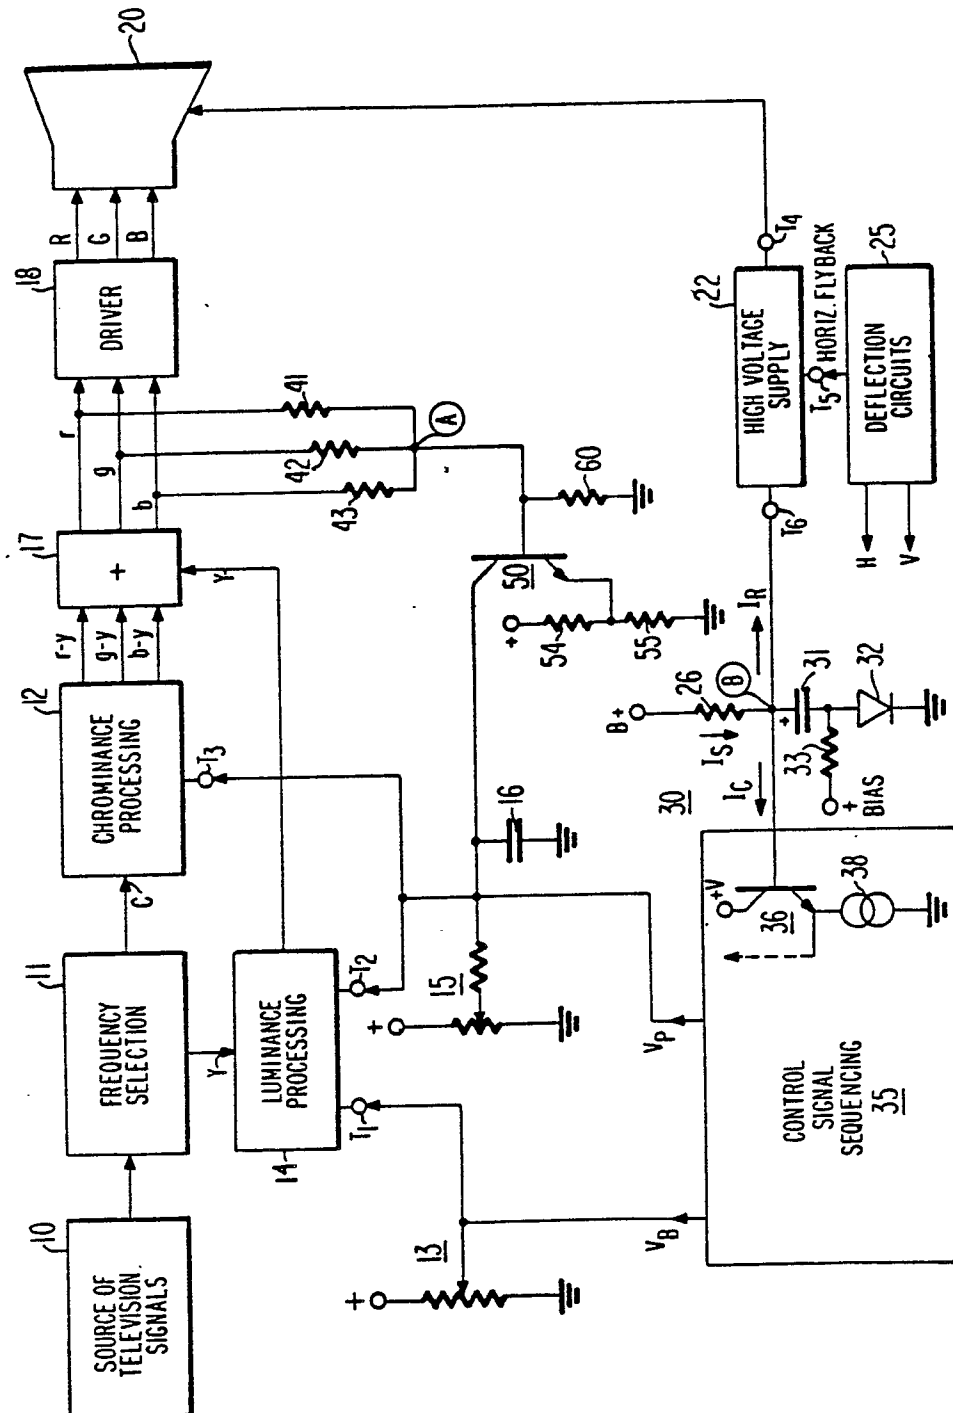 10
SOURCE OF
TELEVISION.
SIGNALS
11
FREQUENCY
SELECTION
C
Y
12
CHROMINANCE
PROCESSING
T3
r-y
g-y
b-y
17
+
Y
r
g
b
18
DRIVER
R
G
B
20
14
LUMINANCE
PROCESSING
T1
T2
41
42
43
A
13
+
15
+
16
50
+
54
55
60
22
HIGH VOLTAGE
SUPPLY
T4
T5
T6
HORIZ. FLYBACK
25
DEFLECTION
CIRCUITS
H
V
B+
26
B
IS
IC
IR
30
+
31
32
33
+
BIAS
VB
VP
CONTROL
SIGNAL
SEQUENCING
35
+V
36
38